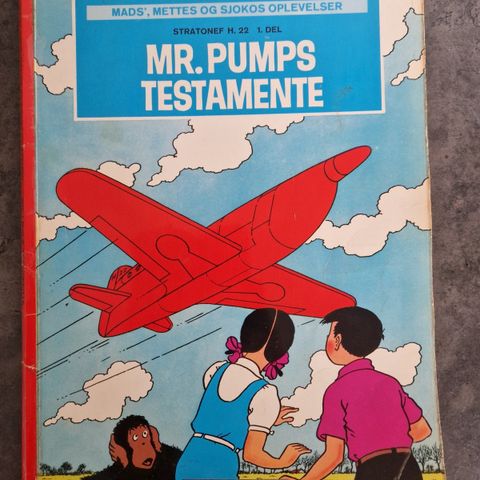 MADS', METTES OG SJOKOS OPLEVELSER
STRATONEF H. 22 1. DEL
MR. PUMPS
TESTAMENTE